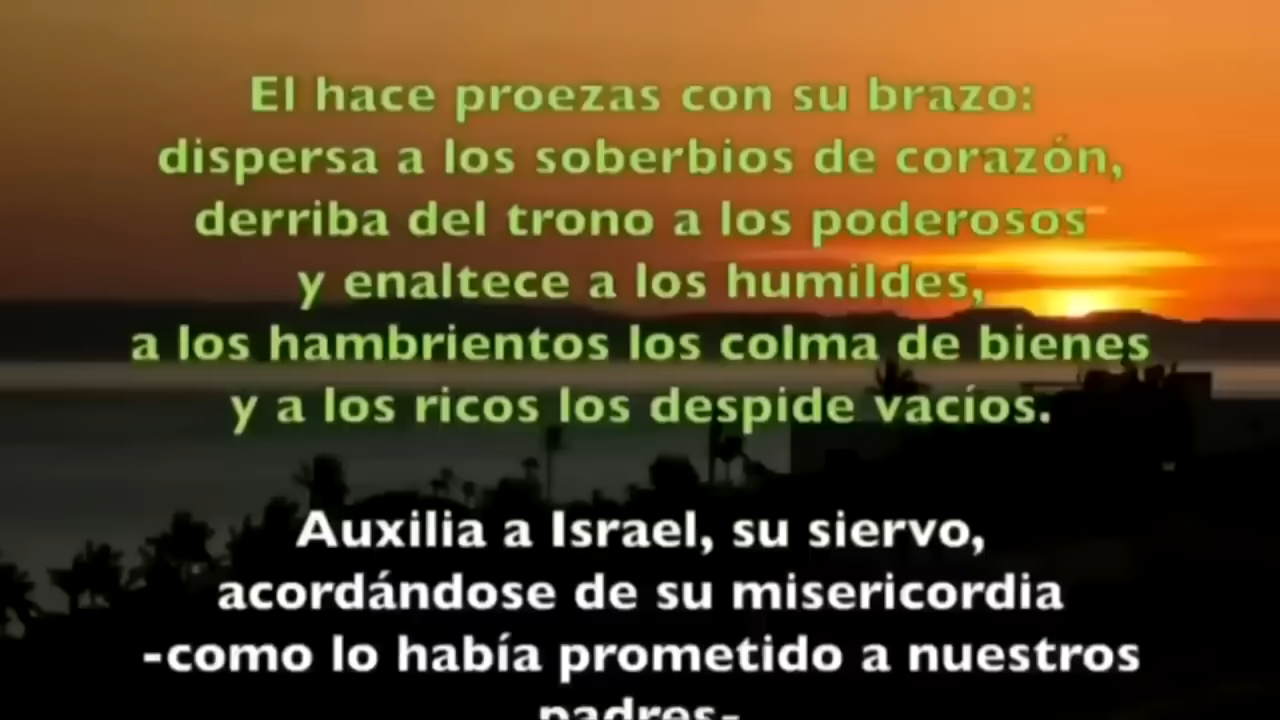 El hace proezas con su brazo:
dispersa a los soberbios de corazón,
derriba del trono a los poderosos
y enaltece a los humildes,
a los hambrientos los colma de bienes
y a los ricos los despide vacíos.
Auxilia a Israel, su siervo,
acordándose de su misericordia
-como lo había prometido a nuestros
padres-